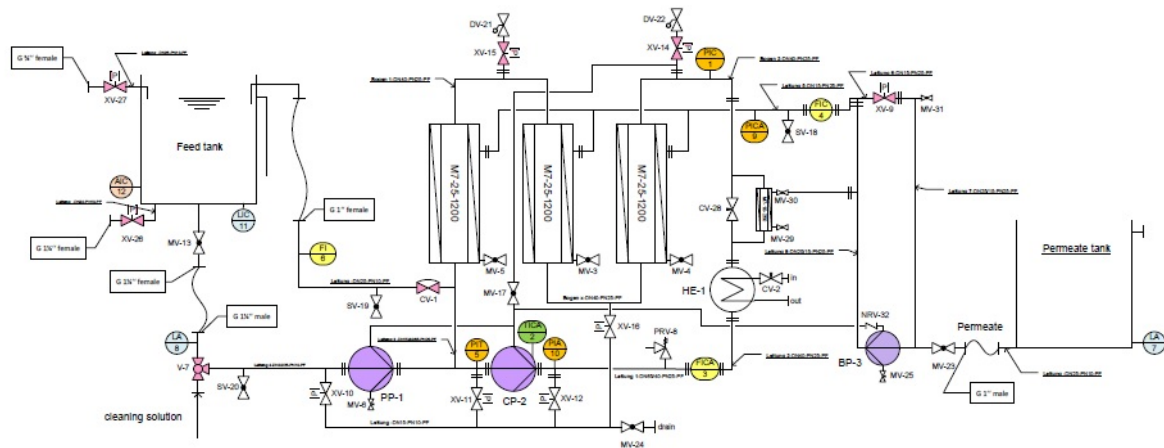 DV-21
DV-22
XV-15
XV-14
PIC
1
G ¾" female
XV-27
XV-9
MV-31
FIC
4
PICA
9
SV-18
Feed tank
M7-25-1200
M7-25-1200
M7-25-1200
AIC
12
LIC
11
XV-26
G 1¼" female
MV-13
G 1" female
FI
6
CV-28
MV-30
MV-29
Permeate tank
MV-5
MV-3
MV-4
MV-17
G 1¼" female
G 1¼" male
SV-19
CV-1
HE-1
in
CV-2
out
LA
8
V-7
SV-20
XV-10
PP-1
MV-6
TICA
2
PIT
5
PIA
10
CP-2
XV-11
XV-12
XV-16
PRV-8
FICA
3
NRV-32
BP-3
MV-25
MV-23
Permeate
LA
7
G 1" male
cleaning solution
MV-24
drain